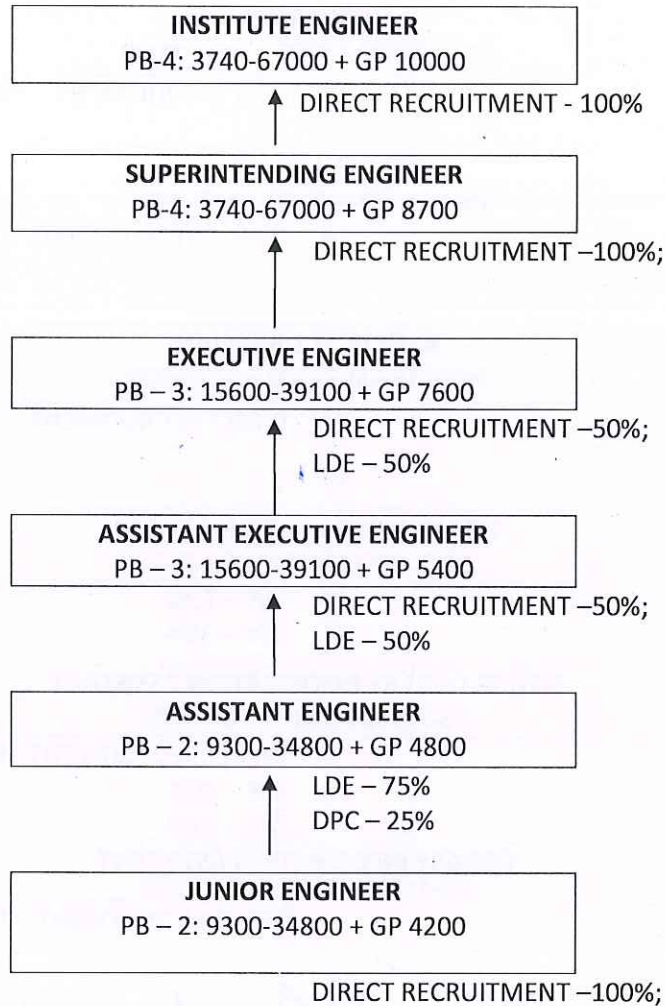 INSTITUTE ENGINEER
PB-4: 3740-67000 + GP 10000
DIRECT RECRUITMENT - 100%
SUPERINTENDING ENGINEER
PB-4: 3740-67000 + GP 8700
DIRECT RECRUITMENT –100%;
EXECUTIVE ENGINEER
PB – 3: 15600-39100 + GP 7600
DIRECT RECRUITMENT –50%;
LDE – 50%
ASSISTANT EXECUTIVE ENGINEER
PB – 3: 15600-39100 + GP 5400
DIRECT RECRUITMENT –50%;
LDE – 50%
ASSISTANT ENGINEER
PB – 2: 9300-34800 + GP 4800
LDE – 75%
DPC – 25%
JUNIOR ENGINEER
PB – 2: 9300-34800 + GP 4200
DIRECT RECRUITMENT –100%;